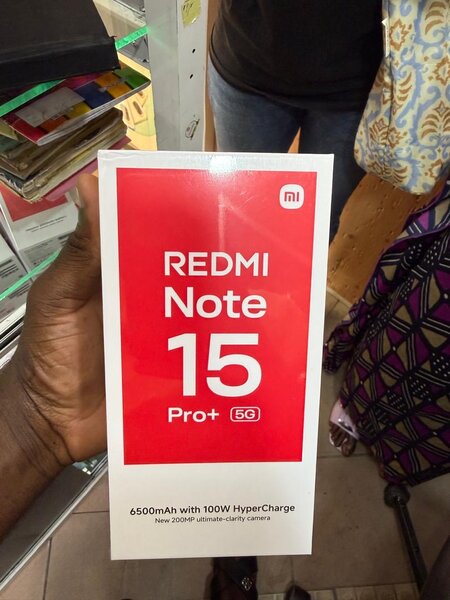 mi
REDMI
Note
15
Pro+ 5G
6500mAh with 100W HyperCharge
New 200MP ultimate-clarity camera